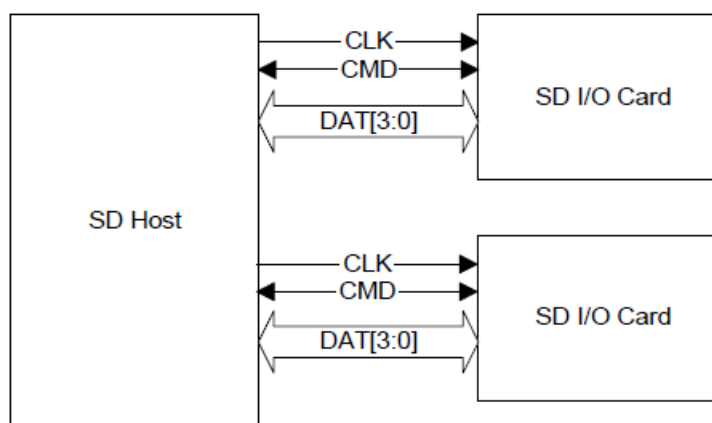 CLK
CMD
DAT[3:0]
SD I/O Card
SD Host
CLK
CMD
DAT[3:0]
SD I/O Card